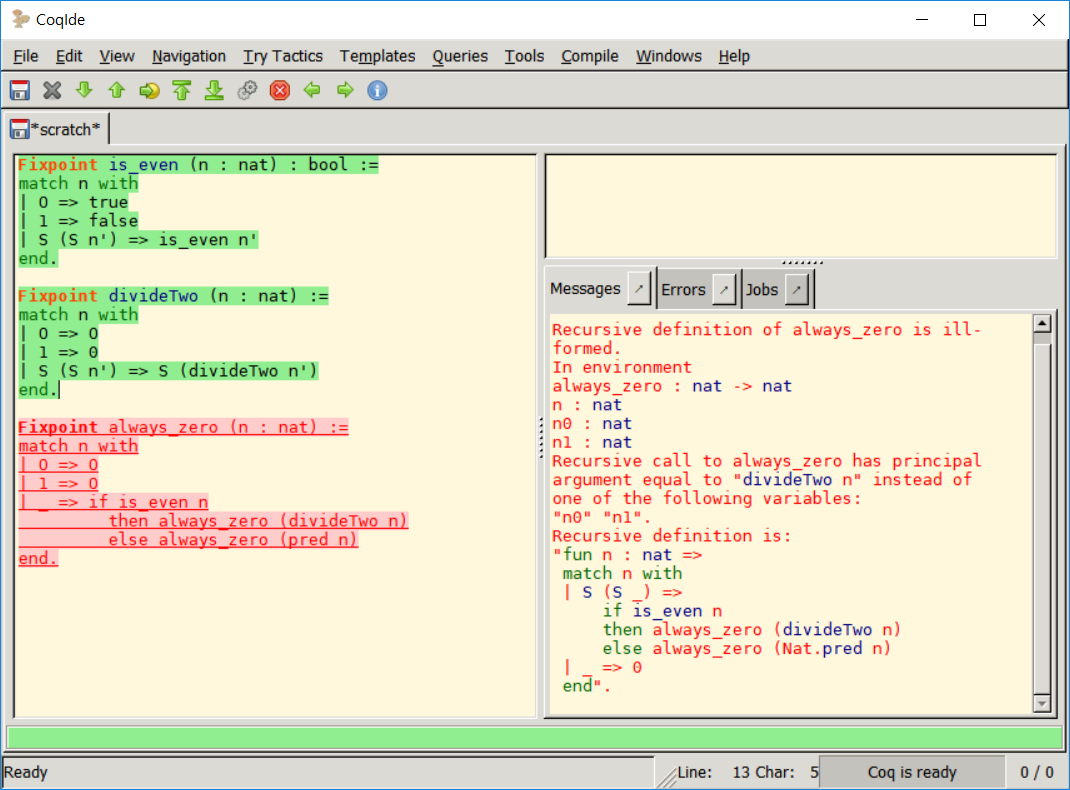 CoqIde
File Edit View Navigation Try Tactics Templates Queries Tools Compile Windows Help
*scratch*
Fixpoint is_even (n : nat) : bool :=
match n with
| O => true
| 1 => false
| S (S n') => is_even n'
end.
Fixpoint divideTwo (n : nat) :=
match n with
| O => O
| 1 => 0
| S (S n') => S (divideTwo n')
end.
Fixpoint always_zero (n : nat) :=
match n with
| O => O
| 1 => O
| _ => if is_even n
then always_zero (divideTwo n)
else always_zero (pred n)
end.
Messages Errors Jobs
Recursive definition of always_zero is ill-
formed.
In environment
always_zero : nat -> nat
n : nat
n0 : nat
n1 : nat
Recursive call to always_zero has principal
argument equal to "divideTwo n" instead of
one of the following variables:
"n0" "n1".
Recursive definition is:
"fun n : nat =>
match n with
| S (S _) =>
if is_even n
then always_zero (divideTwo n)
else always_zero (Nat.pred n)
| _ => 0
end".
Ready Line: 13 Char: 5 Coq is ready 0 / 0